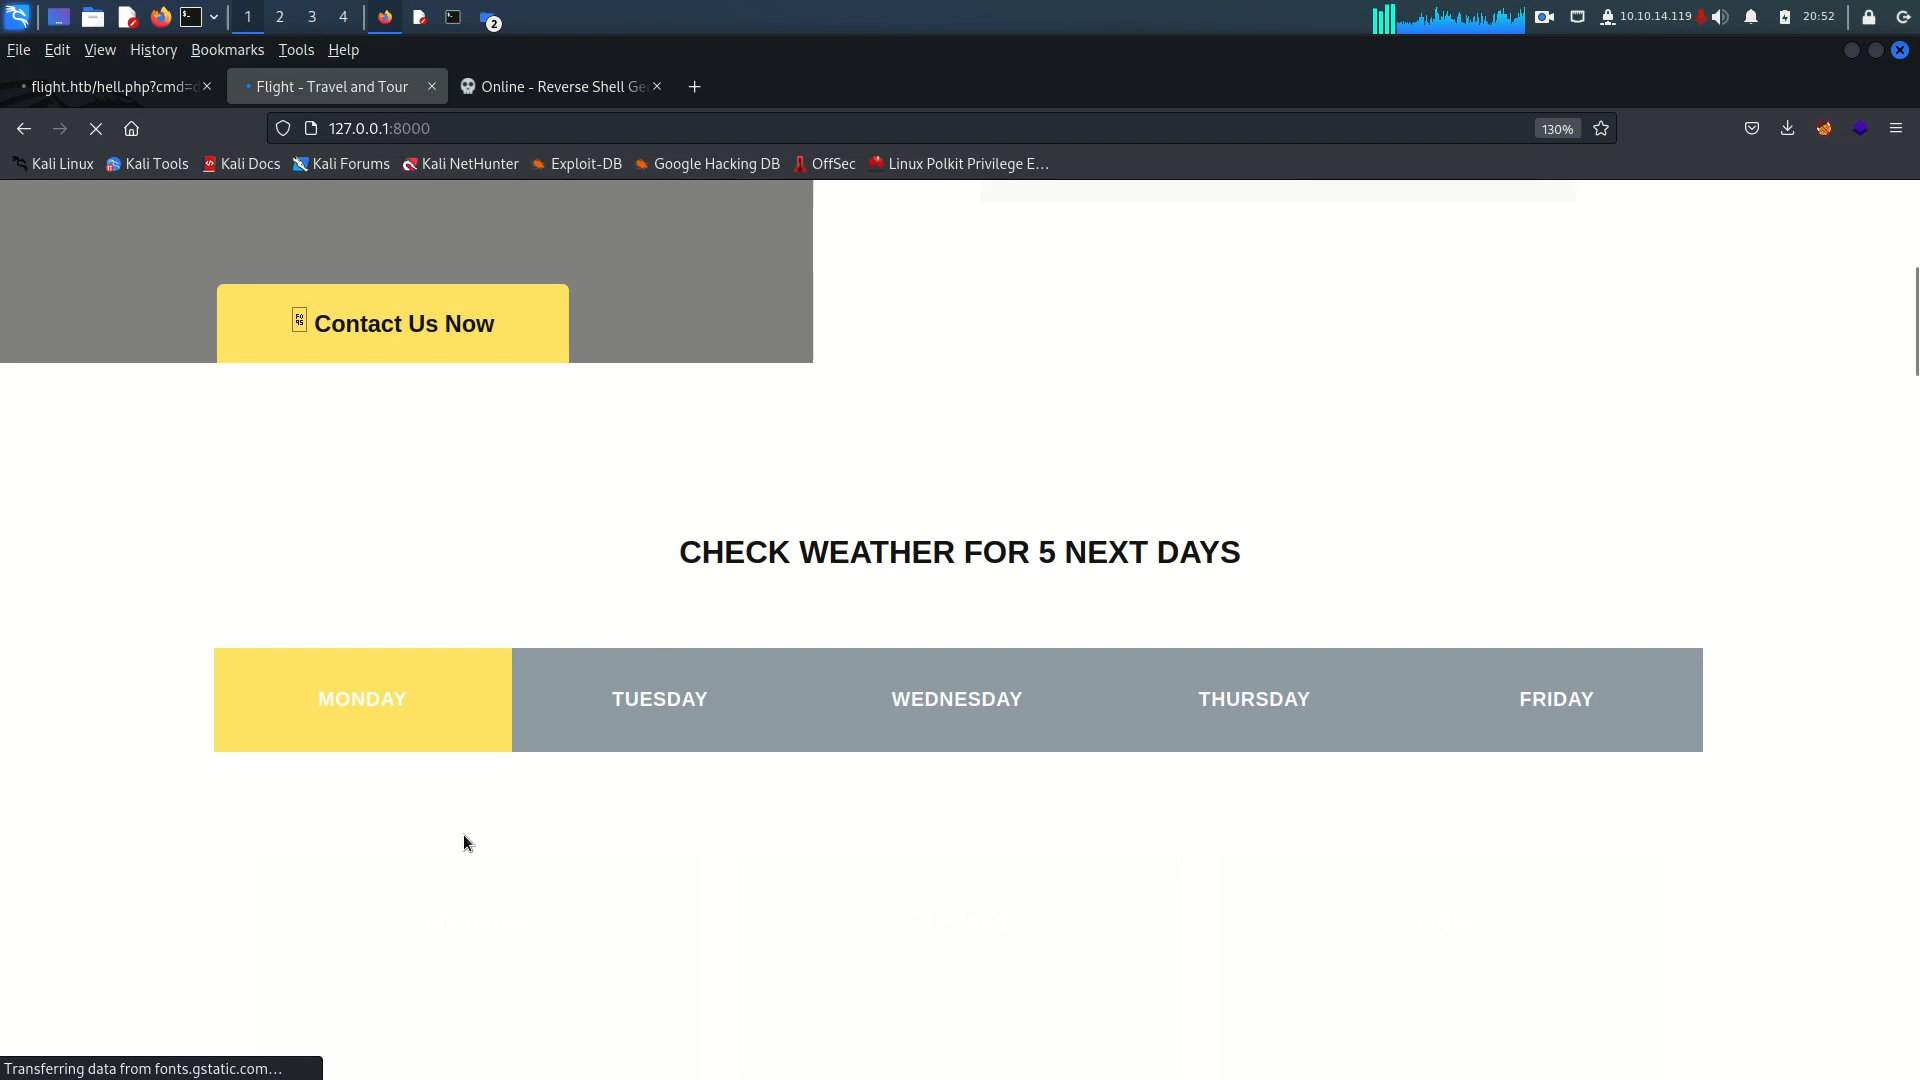 1 2 3 4 2 10.10.14.119 20:52
File Edit View History Bookmarks Tools Help
flight.htb/hell.php?cmd= Flight - Travel and Tour Online - Reverse Shell Ge
127.0.0.1:8000 130%
Kali Linux Kali Tools Kali Docs Kali Forums Kali NetHunter Exploit-DB Google Hacking DB OffSec Linux Polkit Privilege E…
Contact Us Now
CHECK WEATHER FOR 5 NEXT DAYS
MONDAY TUESDAY WEDNESDAY THURSDAY FRIDAY
Transferring data from fonts.gstatic.com…